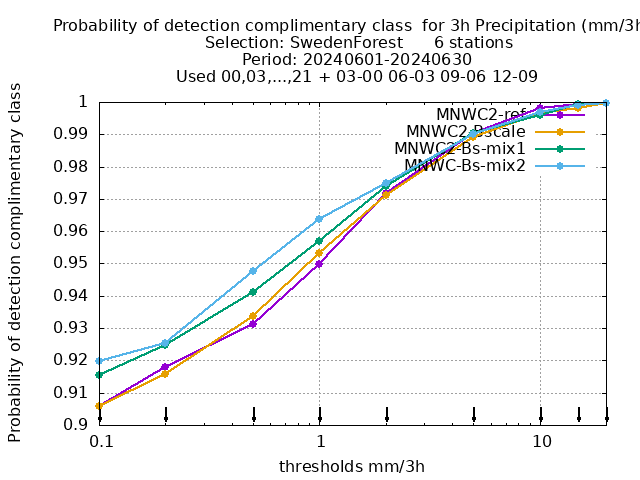 Probability of detection complimentary class  for 3h Precipitation (mm/3h
Selection: SwedenForest      6 stations
Period: 20240601-20240630
Used 00,03,...,21 + 03-00 06-03 09-06 12-09
Probability of detection complimentary class
1
0.99
0.98
0.97
0.96
0.95
0.94
0.93
0.92
0.91
0.9
MNWC2-ref
MNWC2-Bscale
MNWC2-Bs-mix1
MNWC-Bs-mix2
0.1
1
10
thresholds mm/3h